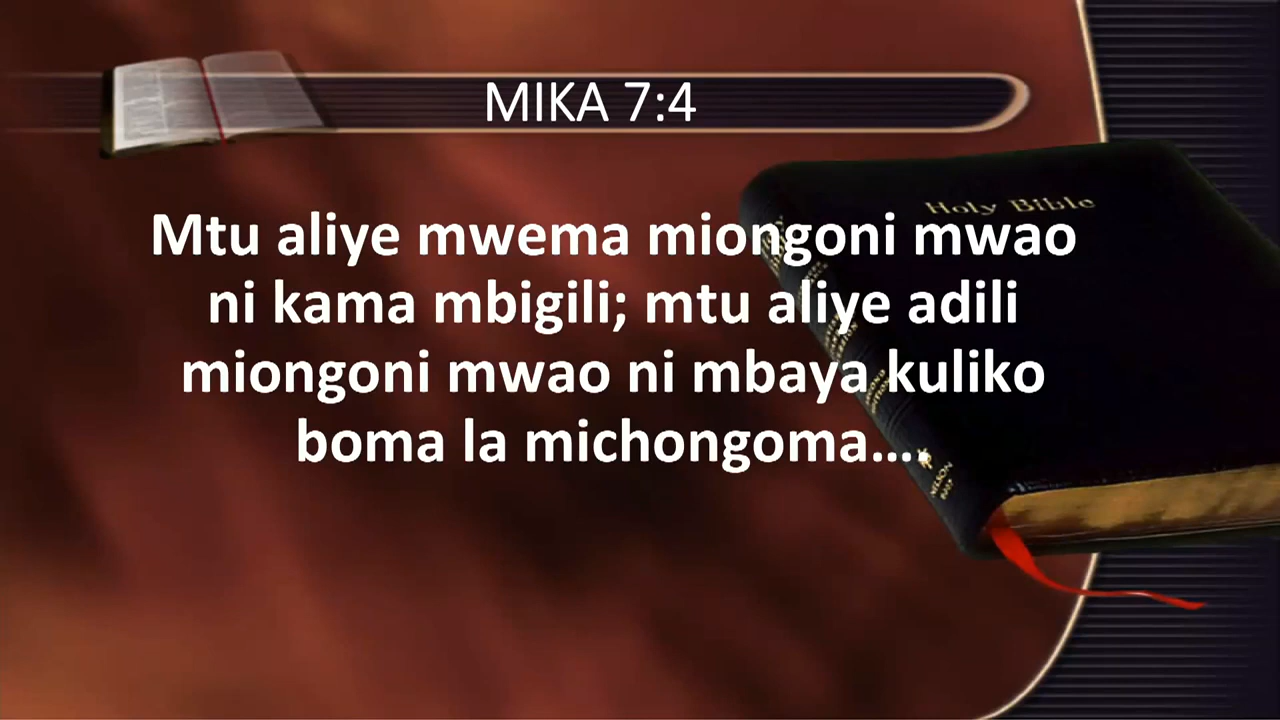 MIKA 7:4
Holy Bible
Mtu aliye mwema miongoni mwao
ni kama mbigili; mtu aliye adili
miongoni mwao ni mbaya kuliko
boma la michongoma….
NELSON